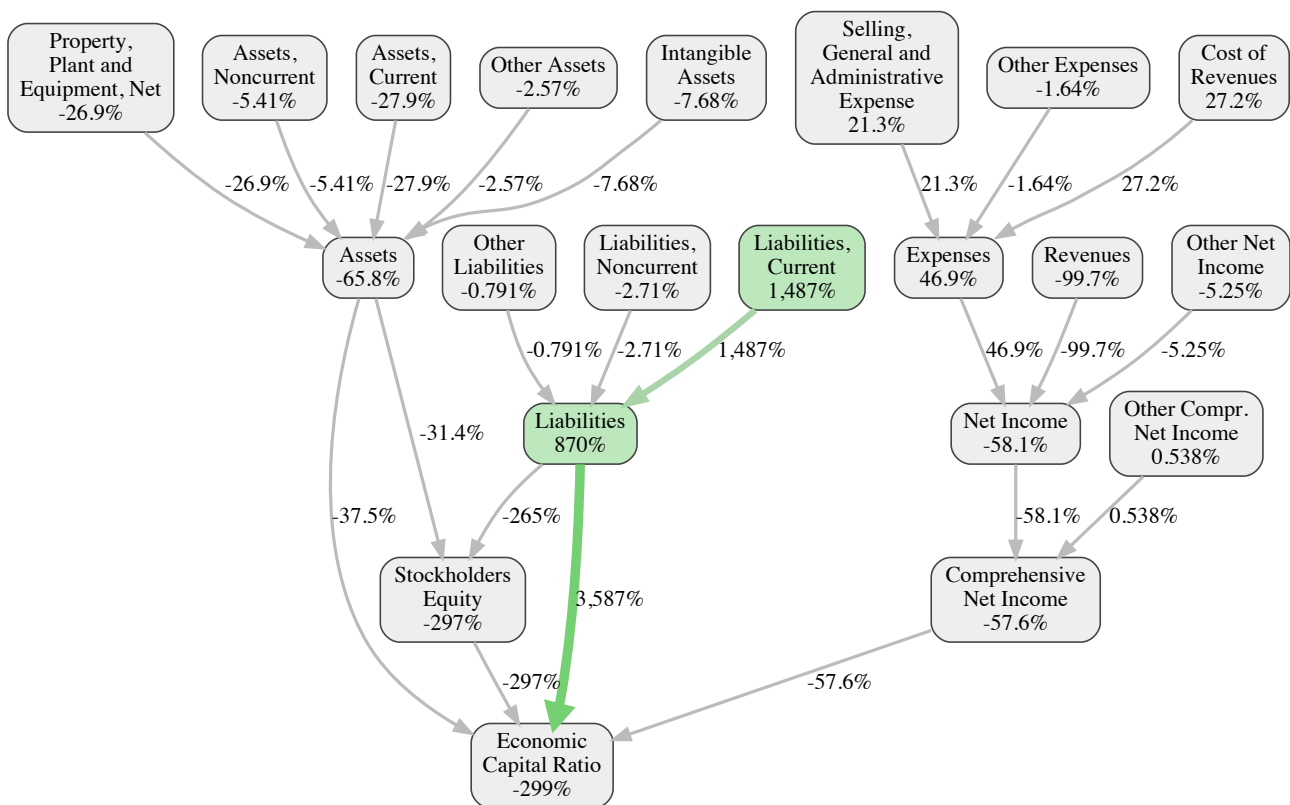 Property,
Plant and
Equipment, Net
-26.9%
Assets,
Noncurrent
-5.41%
Assets,
Current
-27.9%
Other Assets
-2.57%
Intangible
Assets
-7.68%
Selling,
General and
Administrative
Expense
21.3%
Other Expenses
-1.64%
Cost of
Revenues
27.2%
-26.9%
-5.41%
-27.9%
-2.57%
-7.68%
21.3%
-1.64%
27.2%
Assets
-65.8%
Other
Liabilities
-0.791%
Liabilities,
Noncurrent
-2.71%
Liabilities,
Current
1,487%
Expenses
46.9%
Revenues
-99.7%
Other Net
Income
-5.25%
-0.791%
-2.71%
1,487%
46.9%
-99.7%
-5.25%
Liabilities
870%
Net Income
-58.1%
Other Compr.
Net Income
0.538%
-31.4%
-37.5%
-265%
-58.1%
0.538%
Stockholders
Equity
-297%
3,587%
Comprehensive
Net Income
-57.6%
-297%
-57.6%
Economic
Capital Ratio
-299%